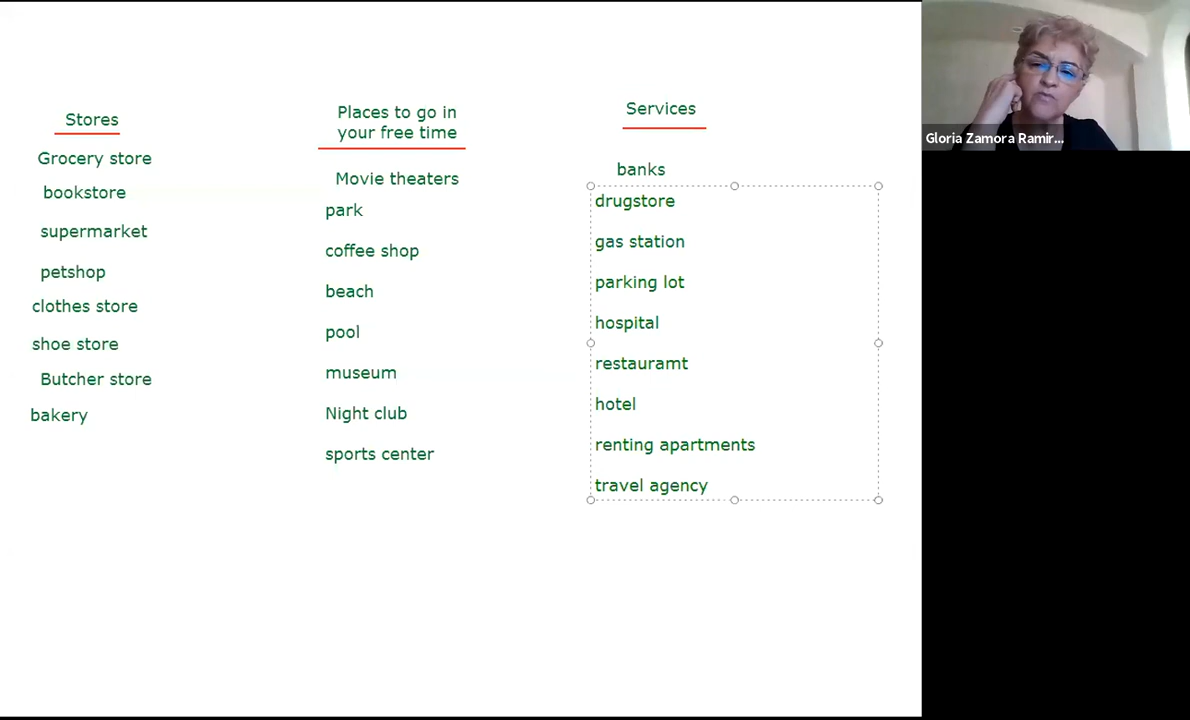 Stores
Grocery store
bookstore
supermarket
petshop
clothes store
shoe store
Butcher store
bakery
Places to go in
your free time
Movie theaters
park
coffee shop
beach
pool
museum
Night club
sports center
Services
banks
drugstore
gas station
parking lot
hospital
restauramt
hotel
renting apartments
travel agency
Gloria Zamora Ramir...